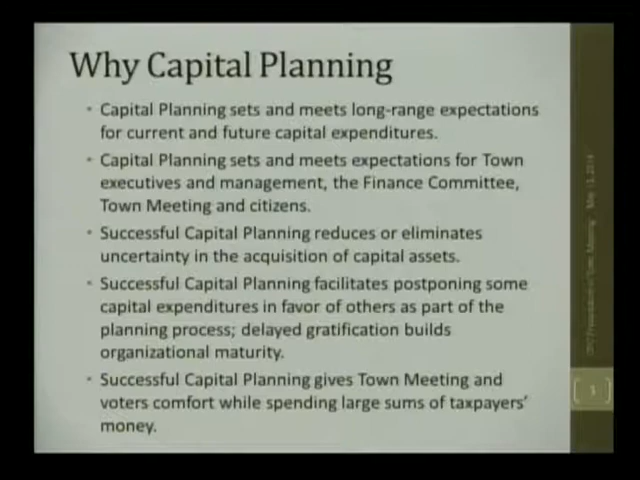 Why Capital Planning
• Capital Planning sets and meets long-range expectations
for current and future capital expenditures.
• Capital Planning sets and meets expectations for Town
executives and management, the Finance Committee,
Town Meeting and citizens.
• Successful Capital Planning reduces or eliminates
uncertainty in the acquisition of capital assets.
• Successful Capital Planning facilitates postponing some
capital expenditures in favor of others as part of the
planning process; delayed gratification builds
organizational maturity.
• Successful Capital Planning gives Town Meeting and
voters comfort while spending large sums of taxpayers'
money.